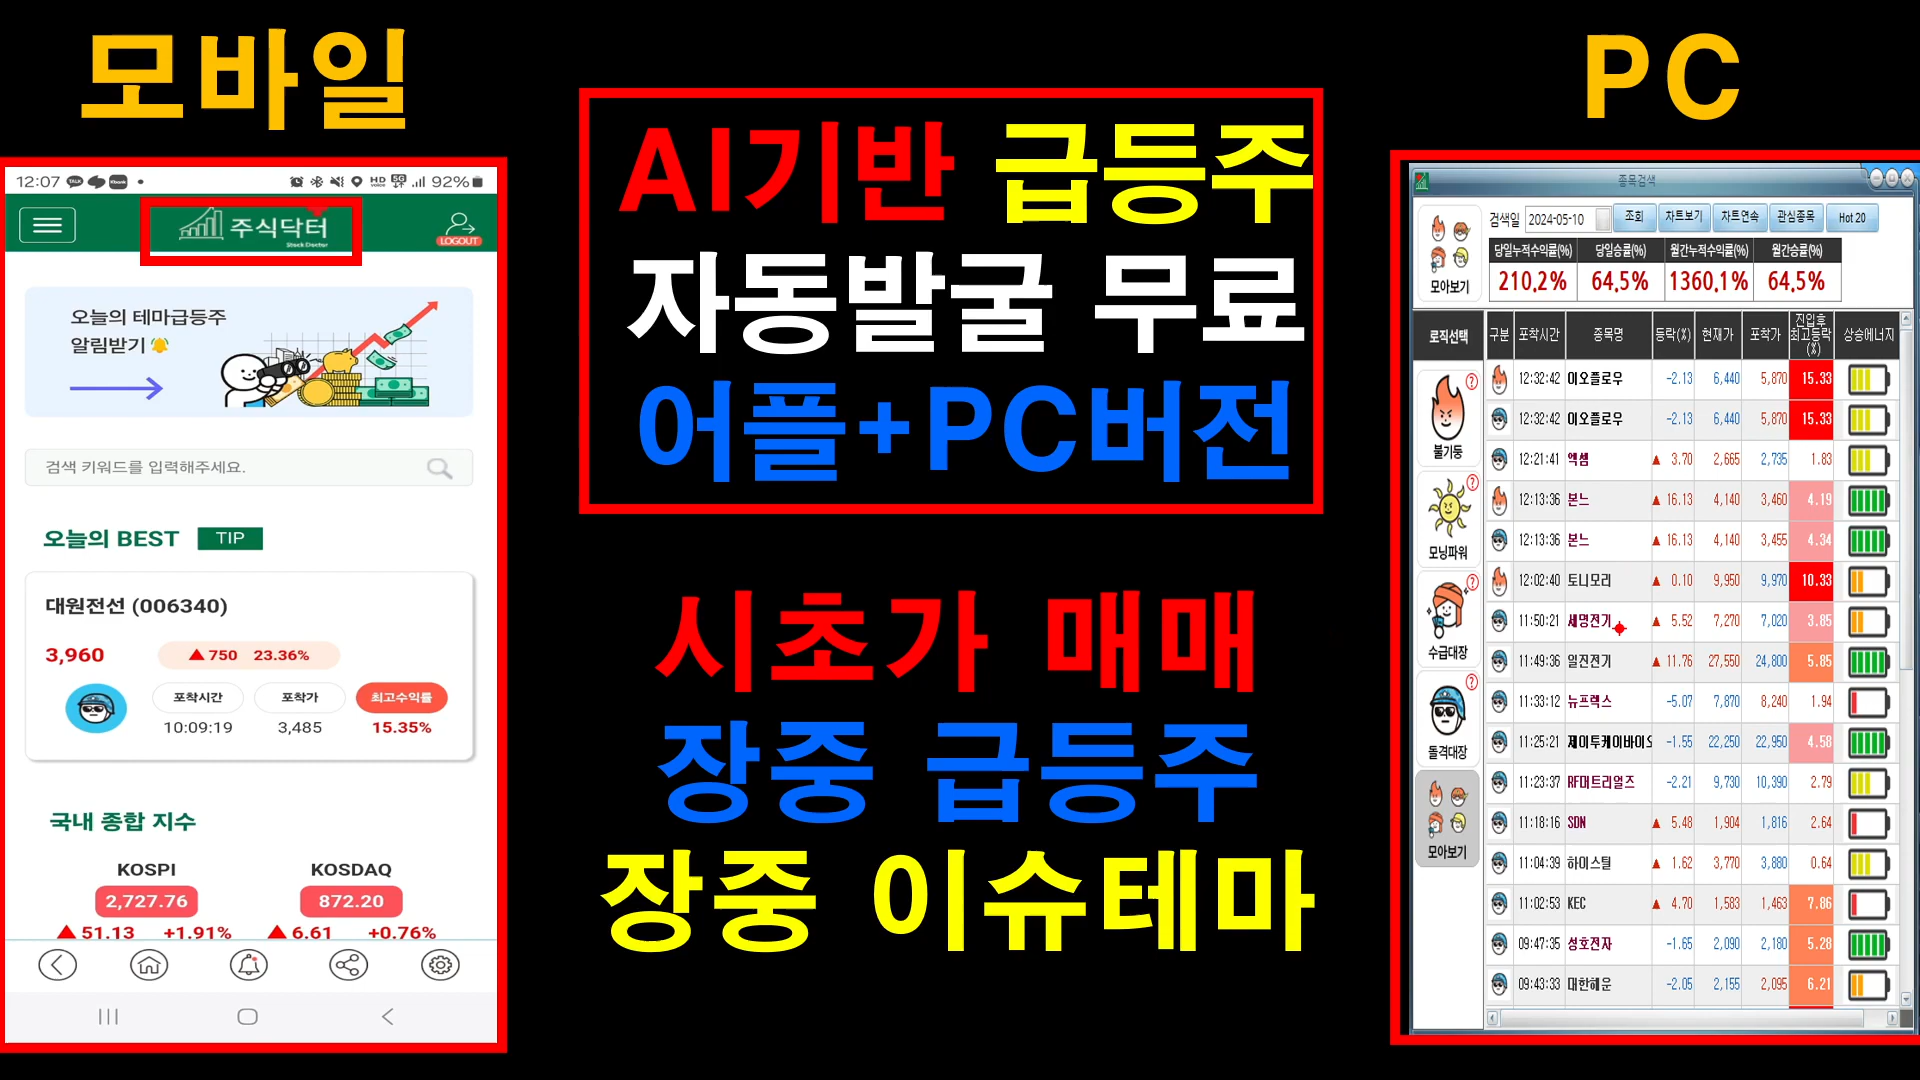 모바일
PC
AI기반 급등주
자동발굴 무료
어플+PC버전
시초가 매매
장중 급등주
장중 이슈테마
12:07
HD
5G
92%
주식닥터
Stock Doctor
LOGOUT
오늘의 테마급등주
알림받기
검색 키워드를 입력해주세요.
오늘의 BEST TIP
대원전선 (006340)
3,960 ▲ 750 23.36%
포착시간 포착가 최고수익률
10:09:19 3,485 15.35%
국내 종합 지수
KOSPI KOSDAQ
2,727.76 872.20
▲ 51.13 +1.91% ▲ 6.61 +0.76%
종목검색
모아보기
검색일 2024-05-10 조회 차트보기 차트연속 관심종목 Hot 20
당일누적수익률(%) 당일승률(%) 월간누적수익률(%) 월간승률(%)
210,2% 64,5% 1360,1% 64,5%
로직선택
불기둥
모닝파워
수급대장
돌격대장
모아보기
구분 포착시간 종목명 등락(%) 현재가 포착가 진입후 최고등락 (%) 상승에너지
12:32:42 이오플로우 -2.13 6,440 5,870 15.33
12:32:42 이오플로우 -2.13 6,440 5,870 15.33
12:21:41 엑셈 ▲ 3.70 2,665 2,735 1.83
12:13:36 본느 ▲ 16.13 4,140 3,460 4.19
12:13:36 본느 ▲ 16.13 4,140 3,455 4.34
12:02:40 토니모리 ▲ 0.10 9,950 9,970 10.33
11:50:21 세명전기 ▲ 5.52 7,270 7,020 3.85
11:49:36 일진전기 ▲ 11.76 27,550 24,800 5.85
11:33:12 뉴프렉스 -5.07 7,870 8,240 1.94
11:25:21 제이투케이바이오 -1.55 22,250 22,950 4.58
11:23:37 RF머트리얼즈 -2.21 9,730 10,390 2.79
11:18:16 SDN ▲ 5.48 1,904 1,816 2.64
11:04:39 하이스틸 ▲ 1.62 3,770 3,880 0.64
11:02:53 KEC ▲ 4.70 1,583 1,463 7.86
09:47:35 성호전자 -1.65 2,090 2,180 5.28
09:43:33 대한해운 -2.05 2,155 2,095 6.21